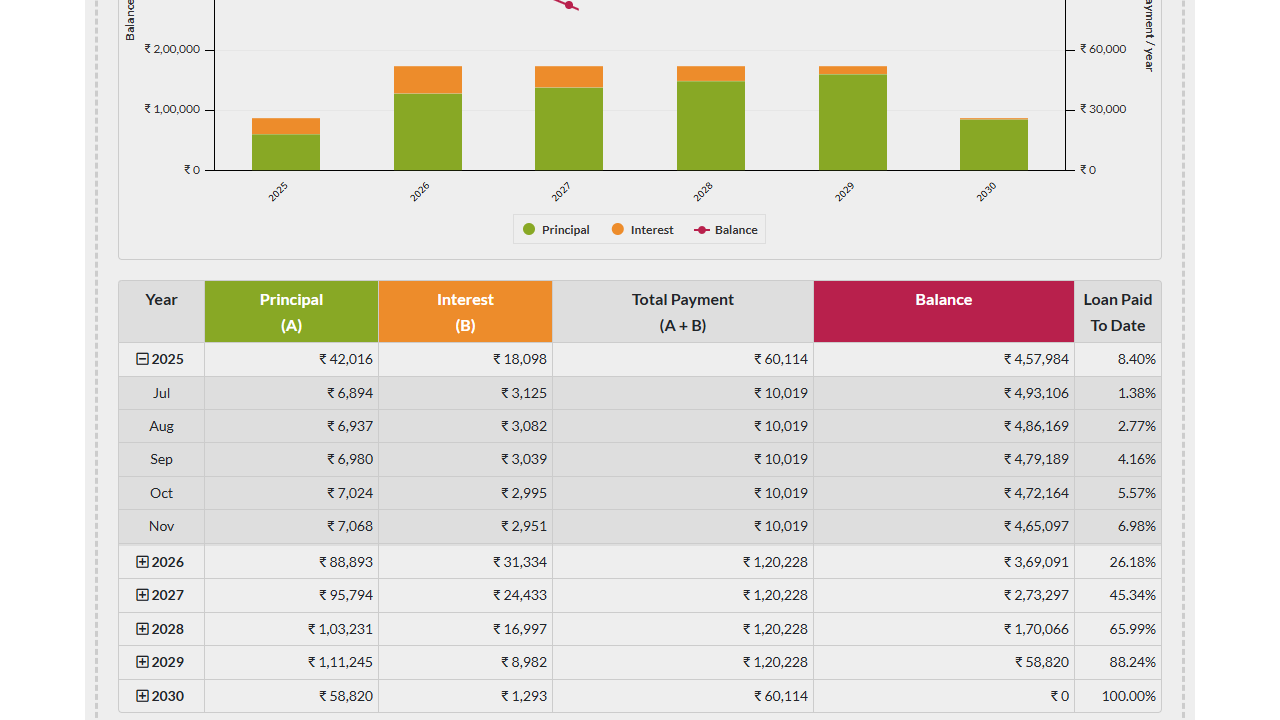 Balance
ayment / year
₹ 2,00,000
₹ 60,000
₹ 1,00,000
₹ 30,000
₹ 0
₹ 0
2025 2026 2027 2028 2029 2030
Principal Interest Balance
Year Principal Interest Total Payment Balance Loan Paid
(A) (B) (A + B) To Date
2025 ₹ 42,016 ₹ 18,098 ₹ 60,114 ₹ 4,57,984 8.40%
Jul ₹ 6,894 ₹ 3,125 ₹ 10,019 ₹ 4,93,106 1.38%
Aug ₹ 6,937 ₹ 3,082 ₹ 10,019 ₹ 4,86,169 2.77%
Sep ₹ 6,980 ₹ 3,039 ₹ 10,019 ₹ 4,79,189 4.16%
Oct ₹ 7,024 ₹ 2,995 ₹ 10,019 ₹ 4,72,164 5.57%
Nov ₹ 7,068 ₹ 2,951 ₹ 10,019 ₹ 4,65,097 6.98%
2026 ₹ 88,893 ₹ 31,334 ₹ 1,20,228 ₹ 3,69,091 26.18%
2027 ₹ 95,794 ₹ 24,433 ₹ 1,20,228 ₹ 2,73,297 45.34%
2028 ₹ 1,03,231 ₹ 16,997 ₹ 1,20,228 ₹ 1,70,066 65.99%
2029 ₹ 1,11,245 ₹ 8,982 ₹ 1,20,228 ₹ 58,820 88.24%
2030 ₹ 58,820 ₹ 1,293 ₹ 60,114 ₹ 0 100.00%